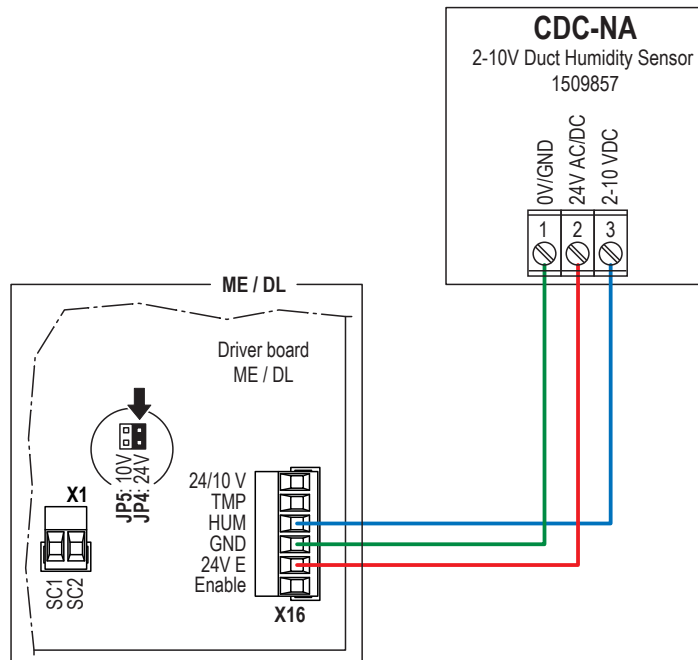 CDC-NA
2-10V Duct Humidity Sensor
1509857
0V/GND
24V AC/DC
2-10 VDC
1 2 3
ME / DL
Driver board
ME / DL
JP5: 10V
JP4: 24V
X1
SC1
SC2
24/10 V
TMP
HUM
GND
24V E
Enable
X16